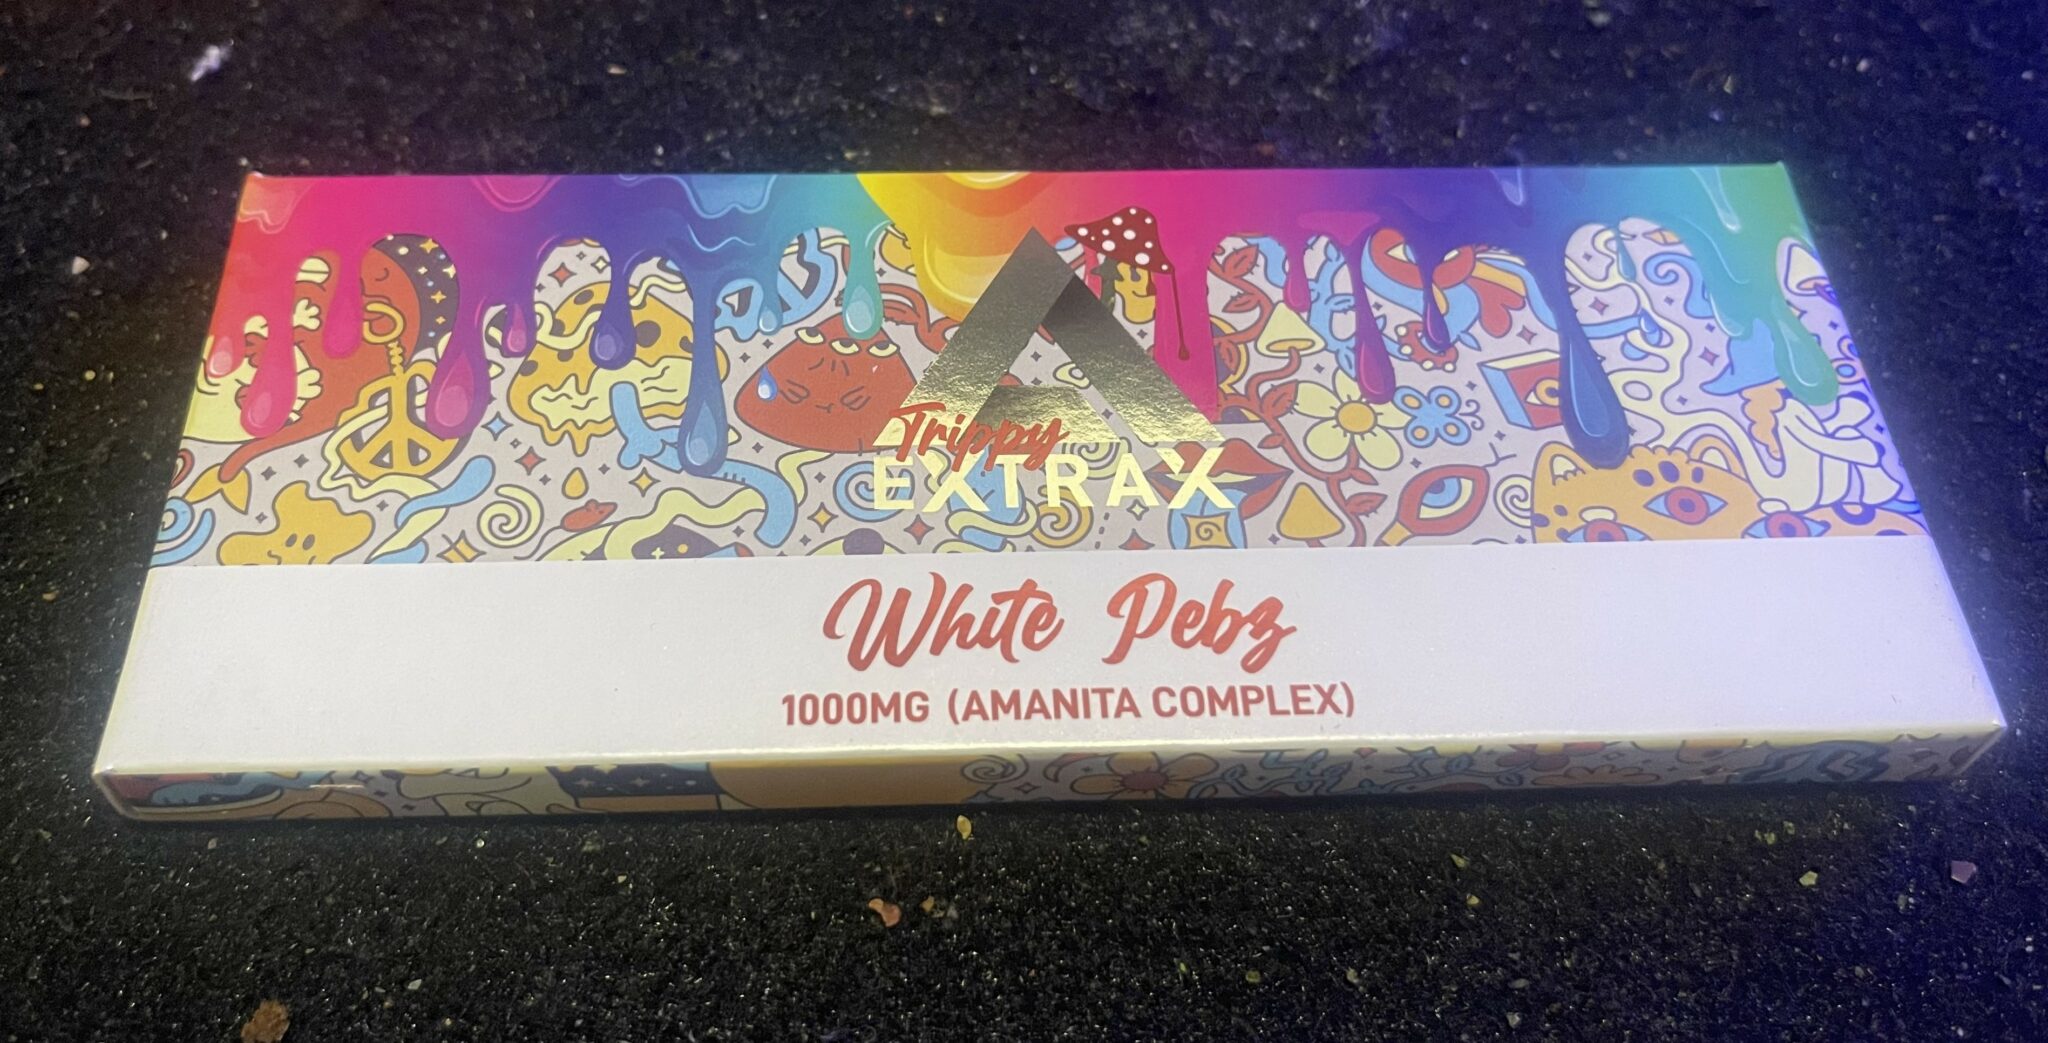 Trippy
EXTRAX
White Pebz
1000MG (AMANITA COMPLEX)